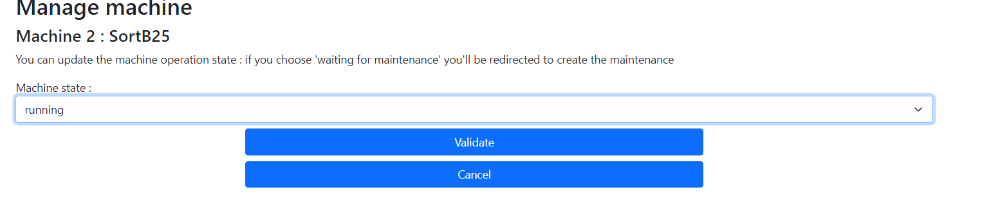 Manage machine
Machine 2 : SortB25
You can update the machine operation state : if you choose 'waiting for maintenance' you'll be redirected to create the maintenance
Machine state :
running
Validate
Cancel